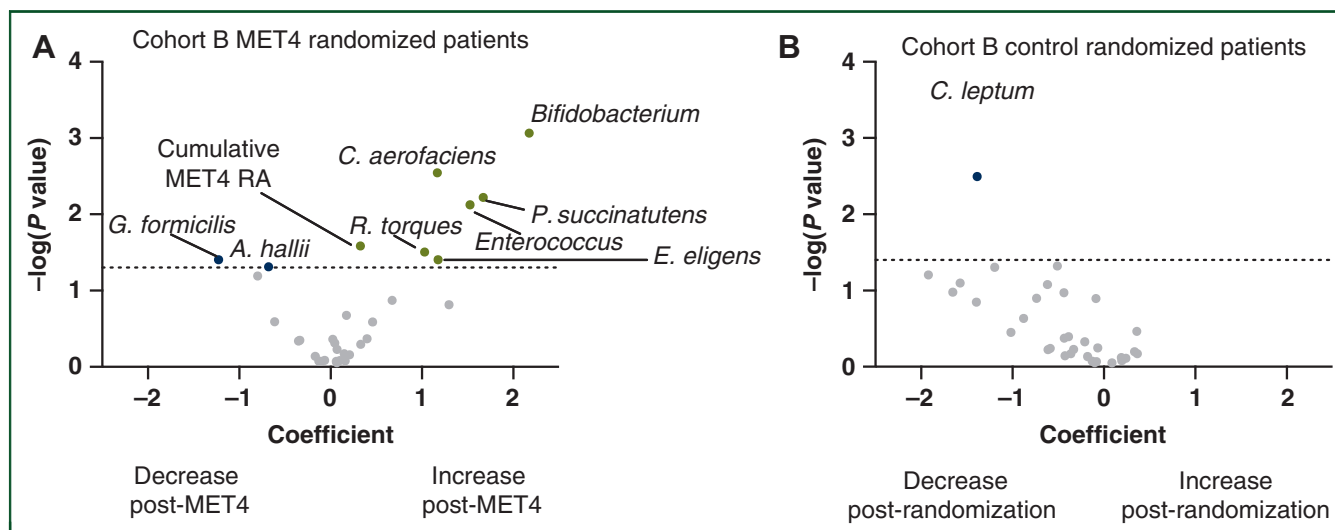 A
Cohort B MET4 randomized patients
–log(P value)
4
3
2
1
0
Bifidobacterium
C. aerofaciens
Cumulative
MET4 RA
P. succinatutens
G. formicilis
A. hallii
R. torques
Enterococcus
E. eligens
–2
–1
0
1
2
Coefficient
Decrease
post-MET4
Increase
post-MET4
B
Cohort B control randomized patients
–log(P value)
4
3
2
1
0
C. leptum
–2
–1
0
1
2
Coefficient
Decrease
post-randomization
Increase
post-randomization